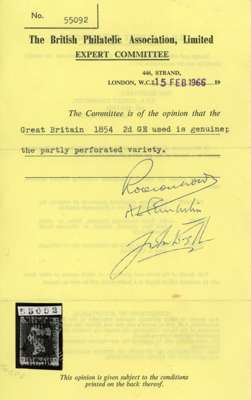 No. 55092
The British Philatelic Association, Limited
EXPERT COMMITTEE
446, STRAND,
LONDON, W.C.2. 15 FEB 1966 19
The Committee is of the opinion that the
Great Britain 1854 2d GE used is genuine;
the partly perforated variety.
55092
This opinion is given subject to the conditions
printed on the back thereof.